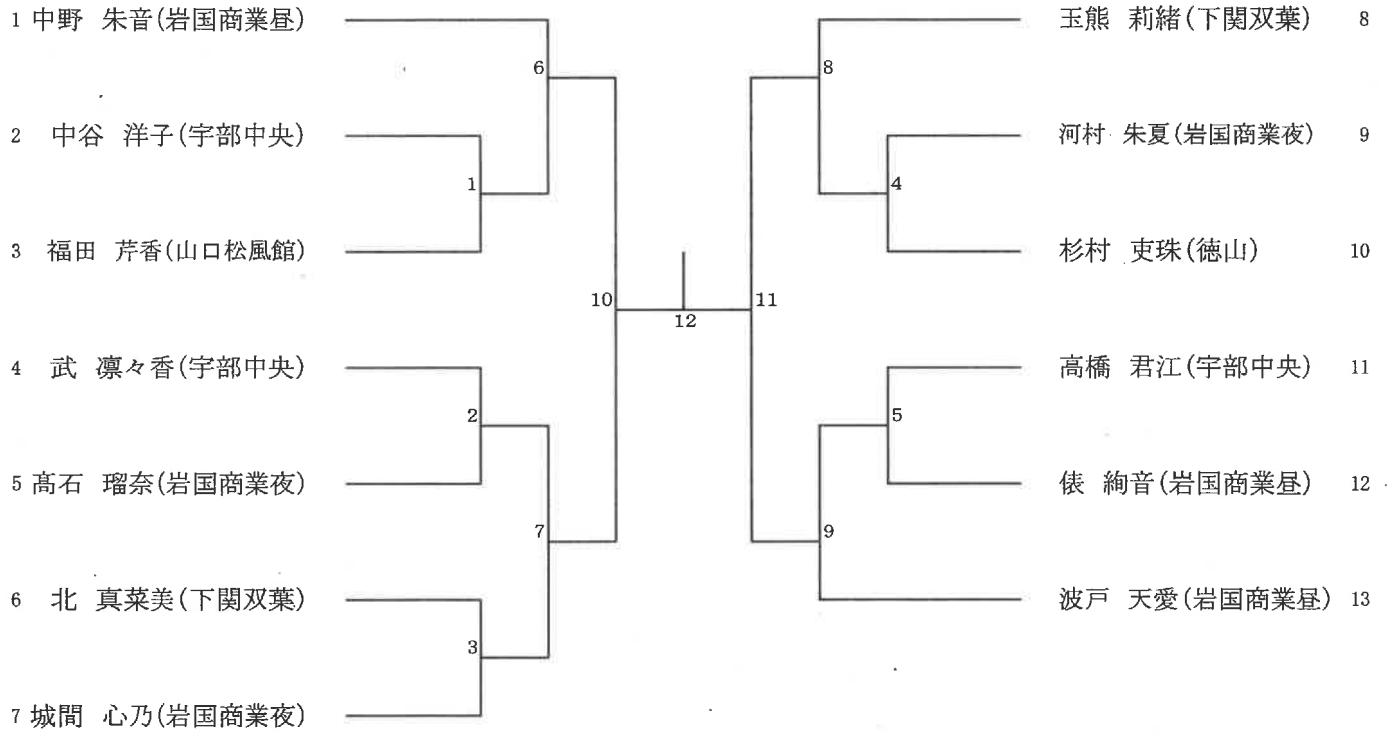 1 中野 朱音(岩国商業昼)
2 中谷 洋子(宇部中央)
3 福田 芹香(山口松風館)
4 武 凛々香(宇部中央)
5 髙石 瑠奈(岩国商業夜)
6 北 真菜美(下関双葉)
7 城間 心乃(岩国商業夜)
6
1
10
2
7
3
12
8
4
11
5
9
玉熊 莉緒(下関双葉) 8
河村 朱夏(岩国商業夜) 9
杉村 吏珠(徳山) 10
高橋 君江(宇部中央) 11
俵 絢音(岩国商業昼) 12
波戸 天愛(岩国商業昼) 13